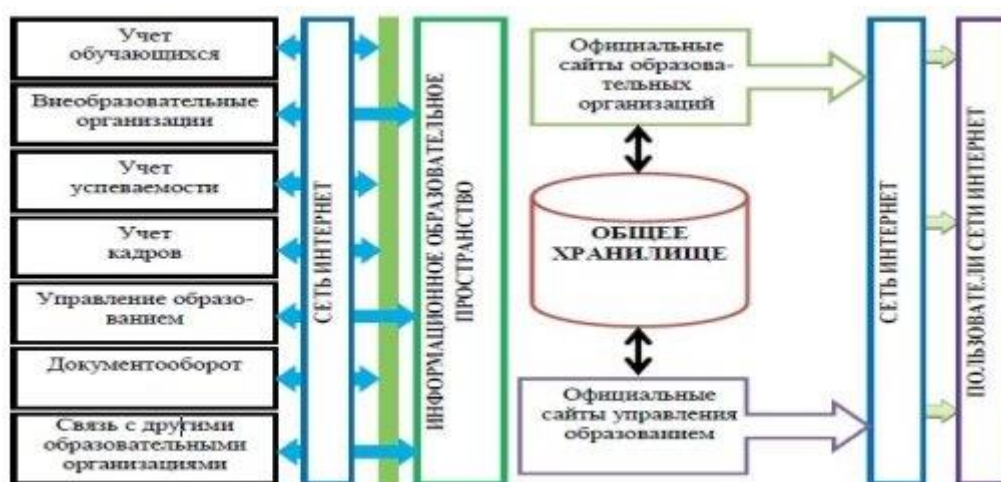 Учет
обучающихся
Внеобразовательные
организации
Учет
успеваемости
Учет
кадров
Управление образо-
ванием
Документооборот
Связь с другими
образовательными
организациями
СЕТЬ ИНТЕРНЕТ
ИНФОРМАЦИОННОЕ ОБРАЗОВАТЕЛЬНОЕ
ПРОСТРАНСТВО
Официальные
сайты образова-
тельных
организаций
ОБЩЕЕ
ХРАНИЛИЩЕ
Официальные
сайты управления
образованием
СЕТЬ ИНТЕРНЕТ
ПОЛЬЗОВАТЕЛИ СЕТИ ИНТЕРНЕТ